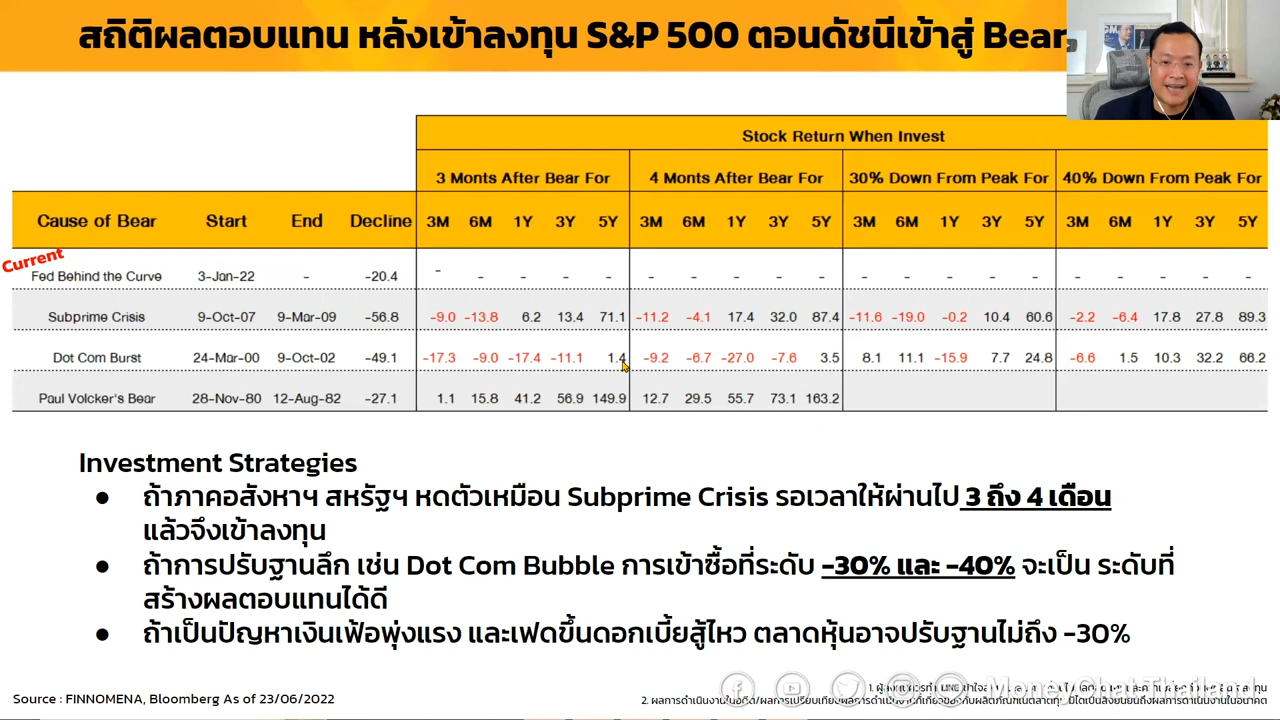 สถิติผลตอบแทน หลังเข้าลงทุน S&P 500 ตอนดัชนีเข้าสู่ Bear
Stock Return When Invest
3 Monts After Bear For 4 Months After Bear For 30% Down From Peak For 40% Down From Peak For
Cause of Bear Start End Decline 3M 6M 1Y 3Y 5Y 3M 6M 1Y 3Y 5Y 3M 6M 1Y 3Y 5Y 3M 6M 1Y 3Y 5Y
Current
Fed Behind the Curve 3-Jan-22 - -20.4 - - - - - - - - - - - - - - - - - - - -
Subprime Crisis 9-Oct-07 9-Mar-09 -56.8 -9.0 -13.8 6.2 13.4 71.1 -11.2 -4.1 17.4 32.0 87.4 -11.6 -19.0 -0.2 10.4 60.6 -2.2 -6.4 17.8 27.8 89.3
Dot Com Burst 24-Mar-00 9-Oct-02 -49.1 -17.3 -9.0 -17.4 -11.1 1.4 -9.2 -6.7 -27.0 -7.6 3.5 8.1 11.1 -15.9 7.7 24.8 -6.6 1.5 10.3 32.2 66.2
Paul Volcker's Bear 28-Nov-80 12-Aug-82 -27.1 1.1 15.8 41.2 56.9 149.9 12.7 29.5 55.7 73.1 163.2
Investment Strategies
● ถ้าภาคอสังหาฯ สหรัฐฯ หดตัวเหมือน Subprime Crisis รอเวลาให้ผ่านไป 3 ถึง 4 เดือน
แล้วจึงเข้าลงทุน
● ถ้าการปรับฐานลึก เช่น Dot Com Bubble การเข้าซื้อที่ระดับ -30% และ -40% จะเป็น ระดับที่
สร้างผลตอบแทนได้ดี
● ถ้าเป็นปัญหาเงินเฟ้อพุ่งแรง และเฟดขึ้นดอกเบี้ยสู้ไหว ตลาดหุ้นอาจปรับฐานไม่ถึง -30%
MoneyChat Thailand
Source : FINNOMENA, Bloomberg As of 23/06/2022